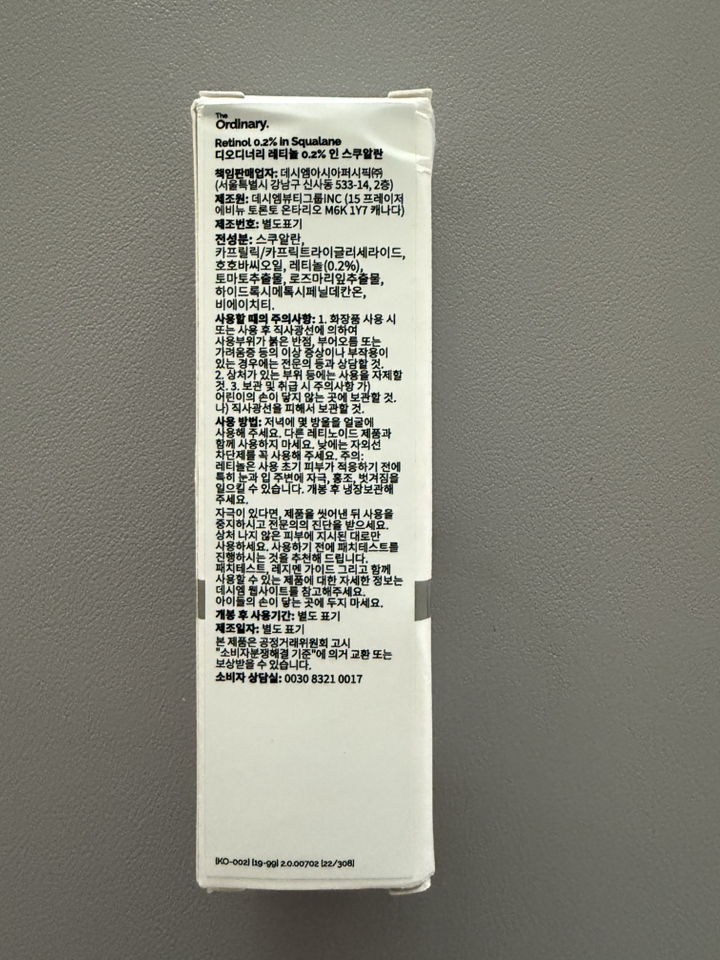 The
Ordinary.
Retinol 0.2% in Squalane
디오디너리 레티놀 0.2% 인 스쿠알란
책임판매업자: 데시엠아시아퍼시픽㈜
(서울특별시 강남구 신사동 533-14, 2층)
제조원: 데시엠뷰티그룹INC (15 프레이저
에비뉴 토론토 온타리오 M6K 1Y7 캐나다)
제조번호: 별도표기
전성분: 스쿠알란,
카프릴릭/카프릭트라이글리세라이드,
호호바씨오일, 레티놀(0.2%),
토마토추출물, 로즈마리잎추출물,
하이드록시메톡시페닐데칸온,
비에이치티.
사용할 때의 주의사항: 1. 화장품 사용 시
또는 사용 후 직사광선에 의하여
사용부위가 붉은 반점, 부어오름 또는
가려움증 등의 이상 증상이나 부작용이
있는 경우에는 전문의 등과 상담할 것.
2. 상처가 있는 부위 등에는 사용을 자제할
것. 3. 보관 및 취급 시 주의사항 가)
어린이의 손이 닿지 않는 곳에 보관할 것.
나) 직사광선을 피해서 보관할 것.
사용 방법: 저녁에 몇 방울을 얼굴에
사용해 주세요. 다른 레티노이드 제품과
함께 사용하지 마세요. 낮에는 자외선
차단제를 꼭 사용해 주세요. 주의:
레티놀은 사용 초기 피부가 적응하기 전에
특히 눈과 입 주변에 자극, 홍조, 벗겨짐을
일으킬 수 있습니다. 개봉 후 냉장보관해
주세요.
자극이 있다면, 제품을 씻어낸 뒤 사용을
중지하시고 전문의의 진단을 받으세요.
상처 나지 않은 피부에 지시된 대로만
사용하세요. 사용하기 전에 패치테스트를
진행하시는 것을 추천해 드립니다.
패치테스트, 레지멘 가이드 그리고 함께
사용할 수 있는 제품에 대한 자세한 정보는
데시엠 웹사이트를 참고해주세요.
아이들의 손이 닿는 곳에 두지 마세요.
개봉 후 사용기간: 별도 표기
제조일자: 별도 표기
본 제품은 공정거래위원회 고시
"소비자분쟁해결 기준"에 의거 교환 또는
보상받을 수 있습니다.
소비자 상담실: 0030 8321 0017
[KO-002] [19-99] 2.0.00702 [22/308]